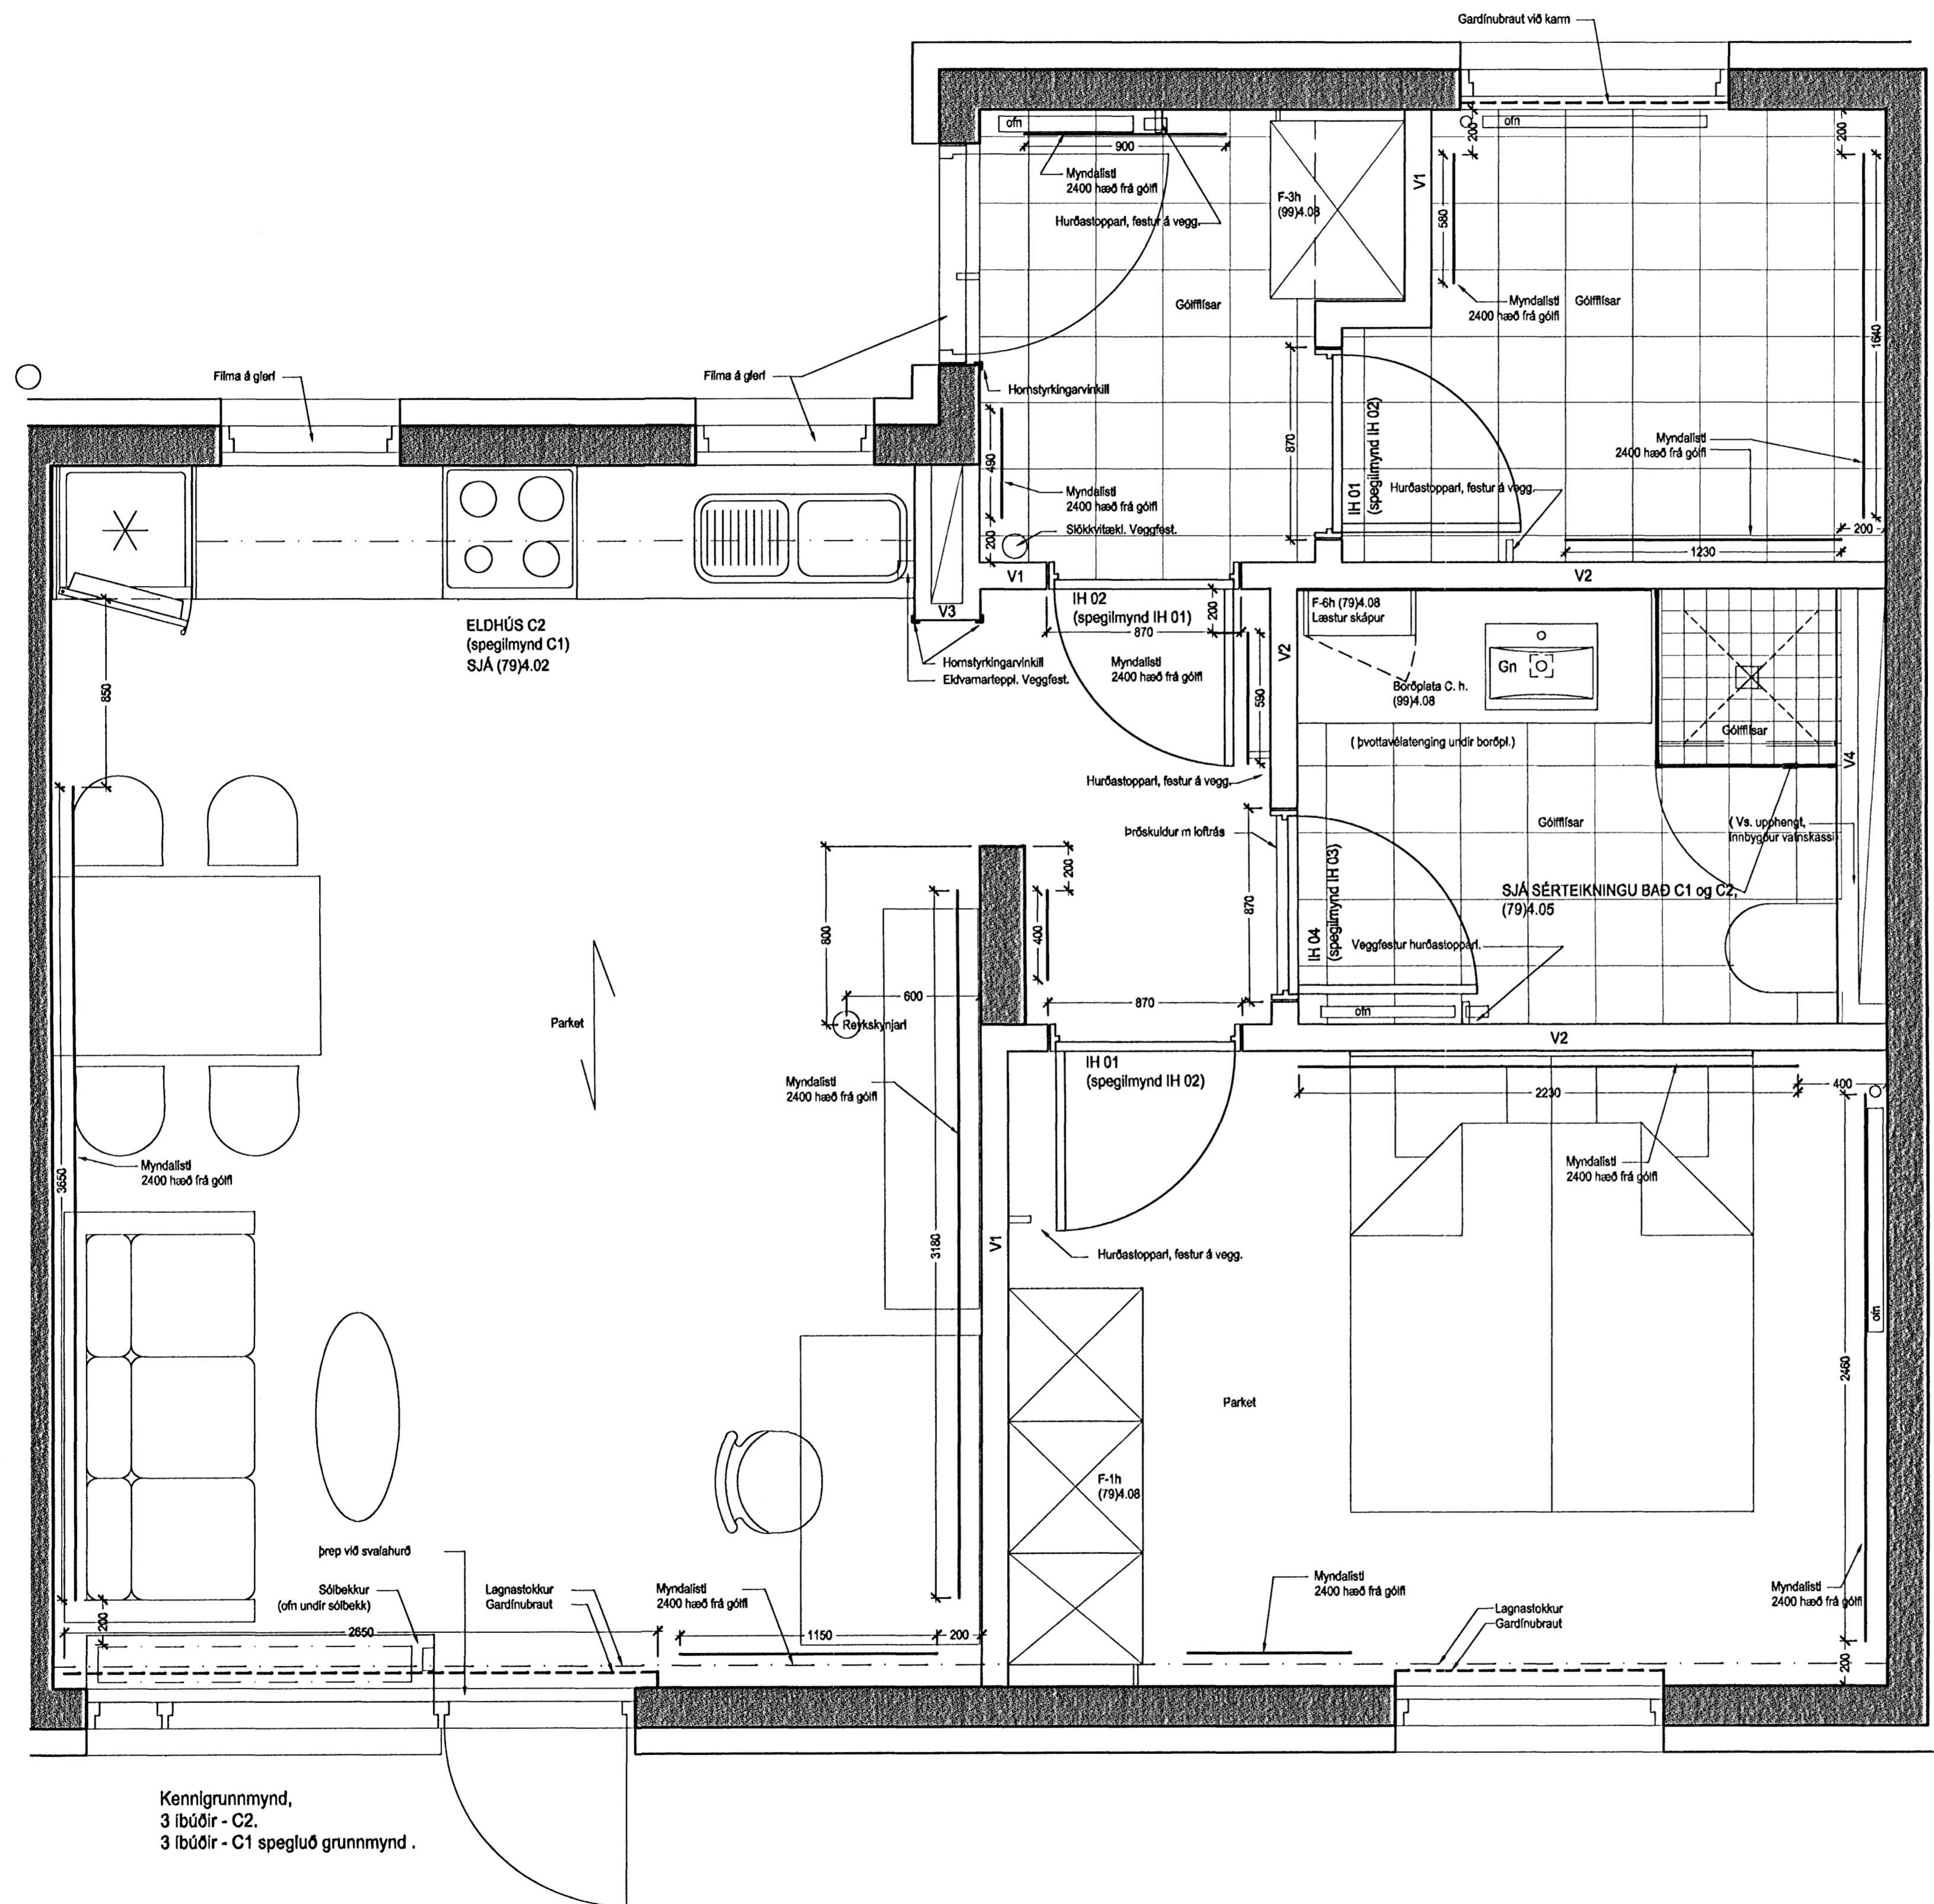 Gardínubraut við karm
ofn
900
Myndalisti
2400 hæð frá gólfi
Hurðastoppari, festur á vegg.
F-3h
(99)4.08
V1
ofn
200
200
580
Myndalisti
2400 hæð frá gólfi
Gólfflísar
Gólfflísar
1640
Filma á gleri
Filma á gleri
Hornstyrkingarvinkill
870
IH 01
(spegilmynd IH 02)
490
Myndalisti
2400 hæð frá gólfi
Myndalisti
2400 hæð frá gólfi
Hurðastoppari, festur á vegg.
Slökkvitæki. Veggfest.
200
200
1230
V1
V2
V3
ELDHÚS C2
(spegilmynd C1)
SJÁ (79)4.02
IH 02
(spegilmynd IH 01)
870
200
Hornstyrkingarvinkill
Eldvarnarteppi. Veggfest.
Myndalisti
2400 hæð frá gólfi
590
V2
F-6h (79)4.08
Læstur skápur
Gn
Borðplata C. h.
(99)4.08
( þvottavélatenging undir borðpl.)
Gólfflísar
V4
850
Hurðastoppari, festur á vegg.
Þröskuldur m loftrás
Gólfflísar
( Vs. upphengt,
innbygður vatnskassi
200
400
870
800
IH 04
(spegilmynd IH 03)
SJÁ SÉRTEIKNINGU BAÐ C1 og C2,
(79)4.05
Veggfestur hurðastoppari.
600
Reykskynjari
870
ofn
Parket
V2
IH 01
(spegilmynd IH 02)
Myndalisti
2400 hæð frá gólfi
2230
400
Myndalisti
2400 hæð frá gólfi
3650
Myndalisti
2400 hæð frá gólfi
3180
V1
Hurðastoppari, festur á vegg.
ofn
2460
Parket
F-1h
(79)4.08
þrep við svalahurð
Sólbekkur
(ofn undir sólbekk)
Lagnastokkur
Gardínubraut
Myndalisti
2400 hæð frá gólfi
Myndalisti
2400 hæð frá gólfi
Myndalisti
2400 hæð frá gólfi
Lagnastokkur
Gardínubraut
200
2650
1150
200
200
Kennigrunnmynd,
3 íbúðir - C2.
3 íbúðir - C1 spegluð grunnmynd .